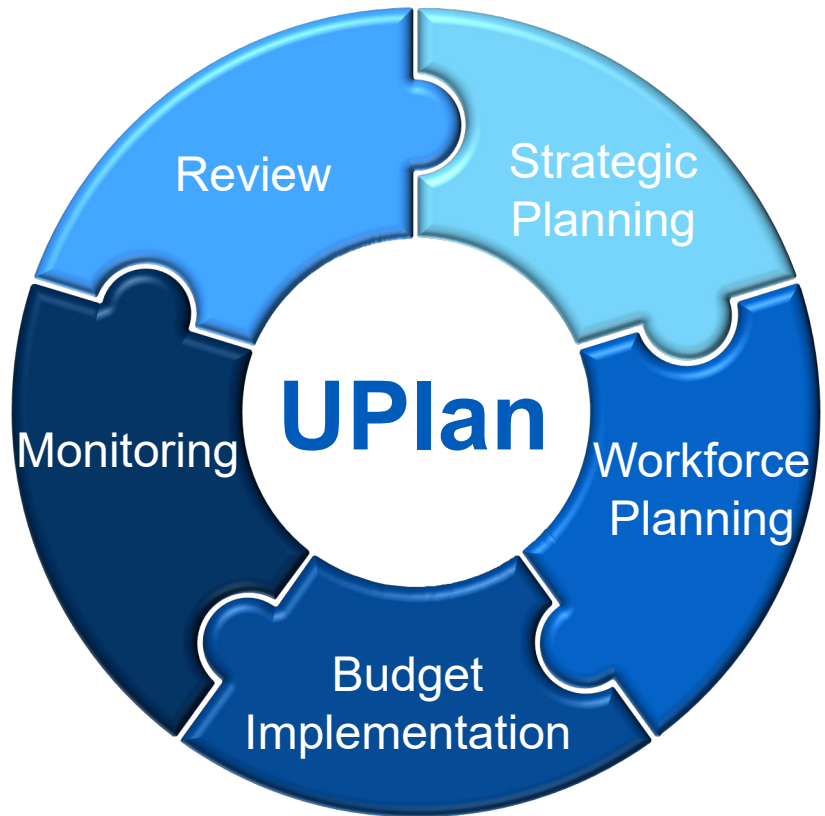 Review
Strategic
Planning
UPlan
Monitoring
Workforce
Planning
Budget
Implementation